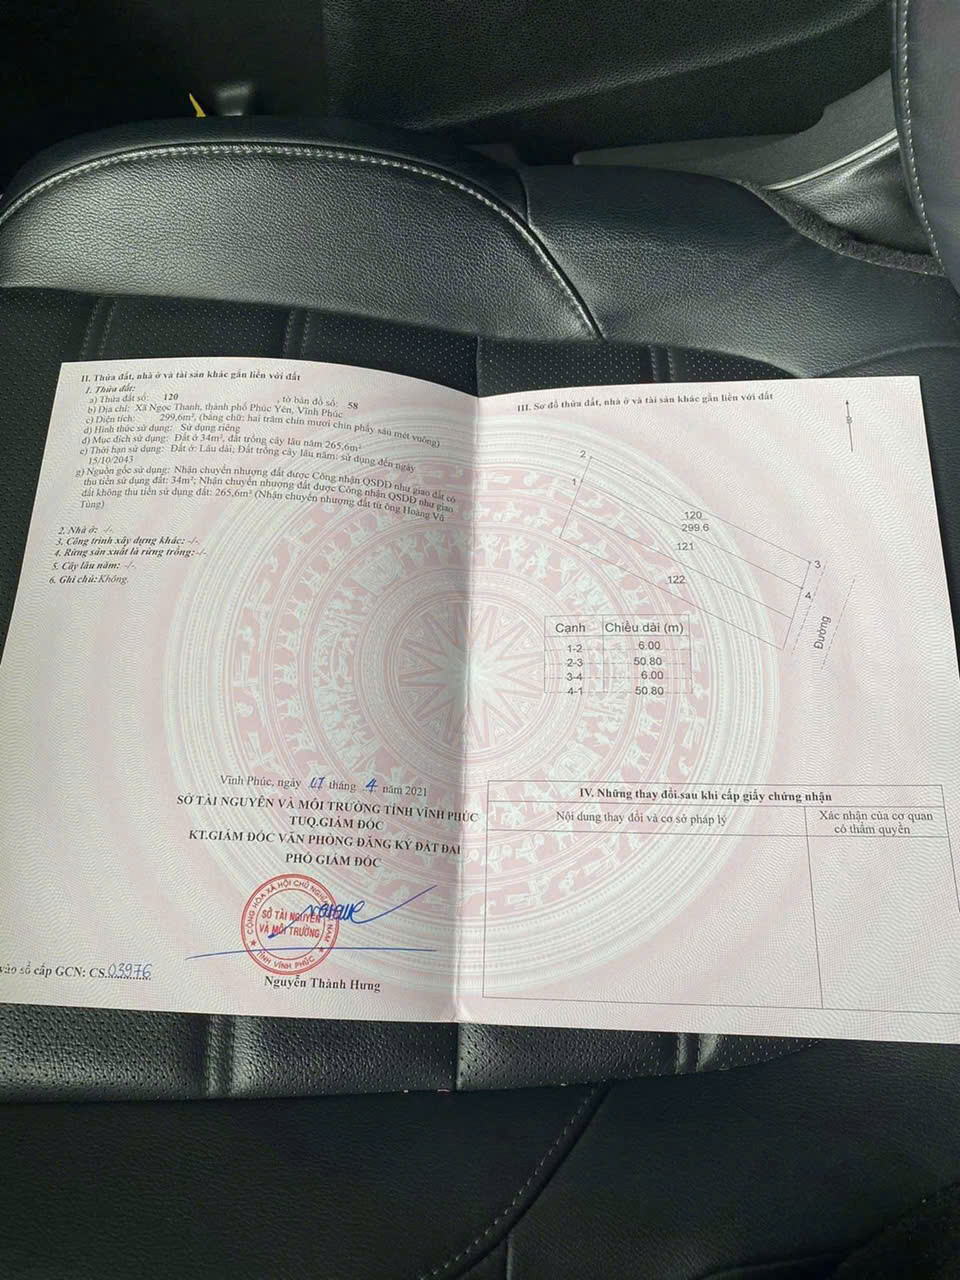 II. Thửa đất, nhà ở và tài sản khác gắn liền với đất
1. Thửa đất:
a) Thửa đất số: 120 , tờ bản đồ số: 58
b) Địa chỉ: Xã Ngọc Thanh, thành phố Phúc Yên, Vĩnh Phúc
c) Diện tích: 299,6m², (bằng chữ: hai trăm chín mươi chín phẩy sáu mét vuông)
d) Hình thức sử dụng: Sử dụng riêng
đ) Mục đích sử dụng: Đất ở 34m², đất trồng cây lâu năm 265,6m²
e) Thời hạn sử dụng: Đất ở: Lâu dài; Đất trồng cây lâu năm: sử dụng đến ngày
15/10/2043
g) Nguồn gốc sử dụng: Nhận chuyển nhượng đất được Công nhận QSDĐ như giao đất có
thu tiền sử dụng đất: 34m²; Nhận chuyển nhượng đất được Công nhận QSDĐ như giao
đất không thu tiền sử dụng đất: 265,6m² (Nhận chuyển nhượng đất từ ông Hoàng Vũ
Tùng)
2. Nhà ở: -/-
3. Công trình xây dựng khác: -/-
4. Rừng sản xuất là rừng trồng: -/-
5. Cây lâu năm: -/-
6. Ghi chú: Không.
Vĩnh Phúc, ngày tháng 4 năm 2021
SỞ TÀI NGUYÊN VÀ MÔI TRƯỜNG TỈNH VĨNH PHÚC
TUQ.GIÁM ĐỐC
KT.GIÁM ĐỐC VĂN PHÒNG ĐĂNG KÝ ĐẤT ĐAI
PHÓ GIÁM ĐỐC
CỘNG HÒA XÃ HỘI CHỦ NGHĨA NAM
SỞ TÀI NGUYÊN
VÀ MÔI TRƯỜNG
TỈNH VĨNH PHÚC
Nguyễn Thành Hưng
vào sổ cấp GCN: CS.03976
III. Sơ đồ thửa đất, nhà ở và tài sản khác gắn liền với đất
B
2
1
120
299.6
121
122
3
4
Đường
Cạnh Chiều dài (m)
1-2 6.00
2-3 50.80
3-4 6.00
4-1 50.80
IV. Những thay đổi sau khi cấp giấy chứng nhận
Nội dung thay đổi và cơ sở pháp lý
Xác nhận của cơ quan
có thẩm quyền